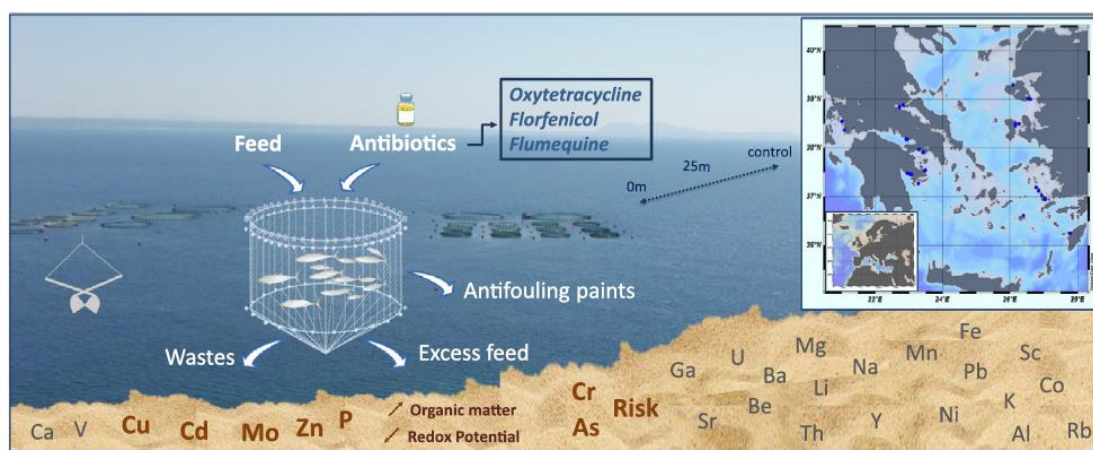 Oxytetracycline
Florfenicol
Flumequine
Feed
Antibiotics
0m
25m
control
Antifouling paints
Wastes
Excess feed
40°N
39°N
38°N
37°N
36°N
22°E
24°E
26°E
28°E
Ca
V
Cu
Cd
Mo
Zn
P
Organic matter
Redox Potential
Cr
As
Risk
Ga
U
Mg
Fe
Ba
Na
Mn
Sc
Li
Pb
Co
Sr
Be
Th
Y
Ni
K
Al
Rb